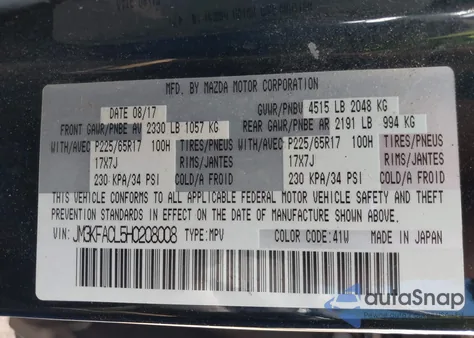 MFD. BY MAZDA MOTOR CORPORATION
DATE 08/17 GVWR/PNBV 4515 LB 2048 KG
FRONT GAWR/PNBE AV 2330 LB 1057 KG REAR GAWR/PNBE AR 2191 LB 994 KG
WITH/AVEC P225/65R17 100H TIRES/PNEUS WITH/AVEC P225/65R17 100H TIRES/PNEUS
17X7J RIMS/JANTES 17X7J RIMS/JANTES
230 KPA/34 PSI COLD/A FROID 230 KPA/34 PSI COLD/A FROID
THIS VEHICLE CONFORMS TO ALL APPLICABLE FEDERAL MOTOR VEHICLE SAFETY AND THEFT
PREVENTION STANDARDS IN EFFECT ON THE DATE OF MANUFACTURE SHOWN ABOVE.
VIN: JM3KFACL5H0208008 TYPE: MPV COLOR CODE: 41W MADE IN JAPAN
autoSnap